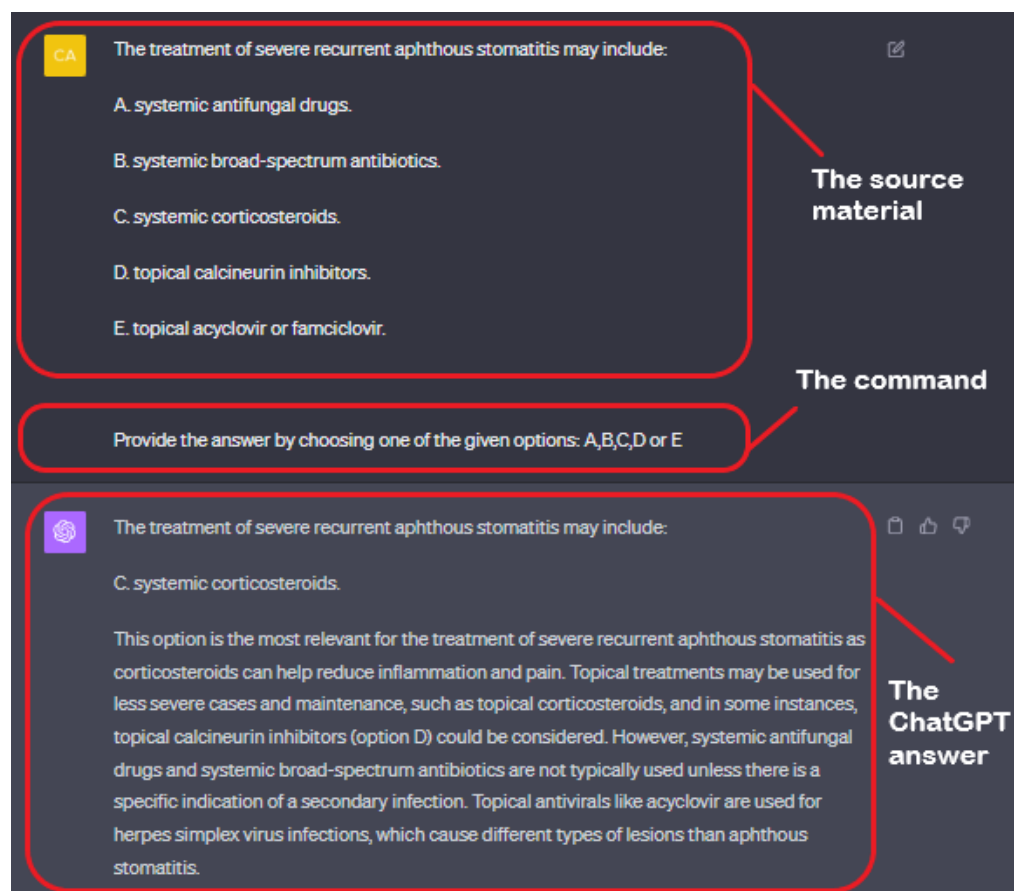 CA
The treatment of severe recurrent aphthous stomatitis may include:
A. systemic antifungal drugs.
B. systemic broad-spectrum antibiotics.
The source
material
C. systemic corticosteroids.
D. topical calcineurin inhibitors.
E. topical acyclovir or famciclovir.
The command
Provide the answer by choosing one of the given options: A,B,C,D or E
The treatment of severe recurrent aphthous stomatitis may include:
C. systemic corticosteroids.
This option is the most relevant for the treatment of severe recurrent aphthous stomatitis as
corticosteroids can help reduce inflammation and pain. Topical treatments may be used for
less severe cases and maintenance, such as topical corticosteroids, and in some instances,
topical calcineurin inhibitors (option D) could be considered. However, systemic antifungal
drugs and systemic broad-spectrum antibiotics are not typically used unless there is a
specific indication of a secondary infection. Topical antivirals like acyclovir are used for
herpes simplex virus infections, which cause different types of lesions than aphthous
stomatitis.
The
ChatGPT
answer